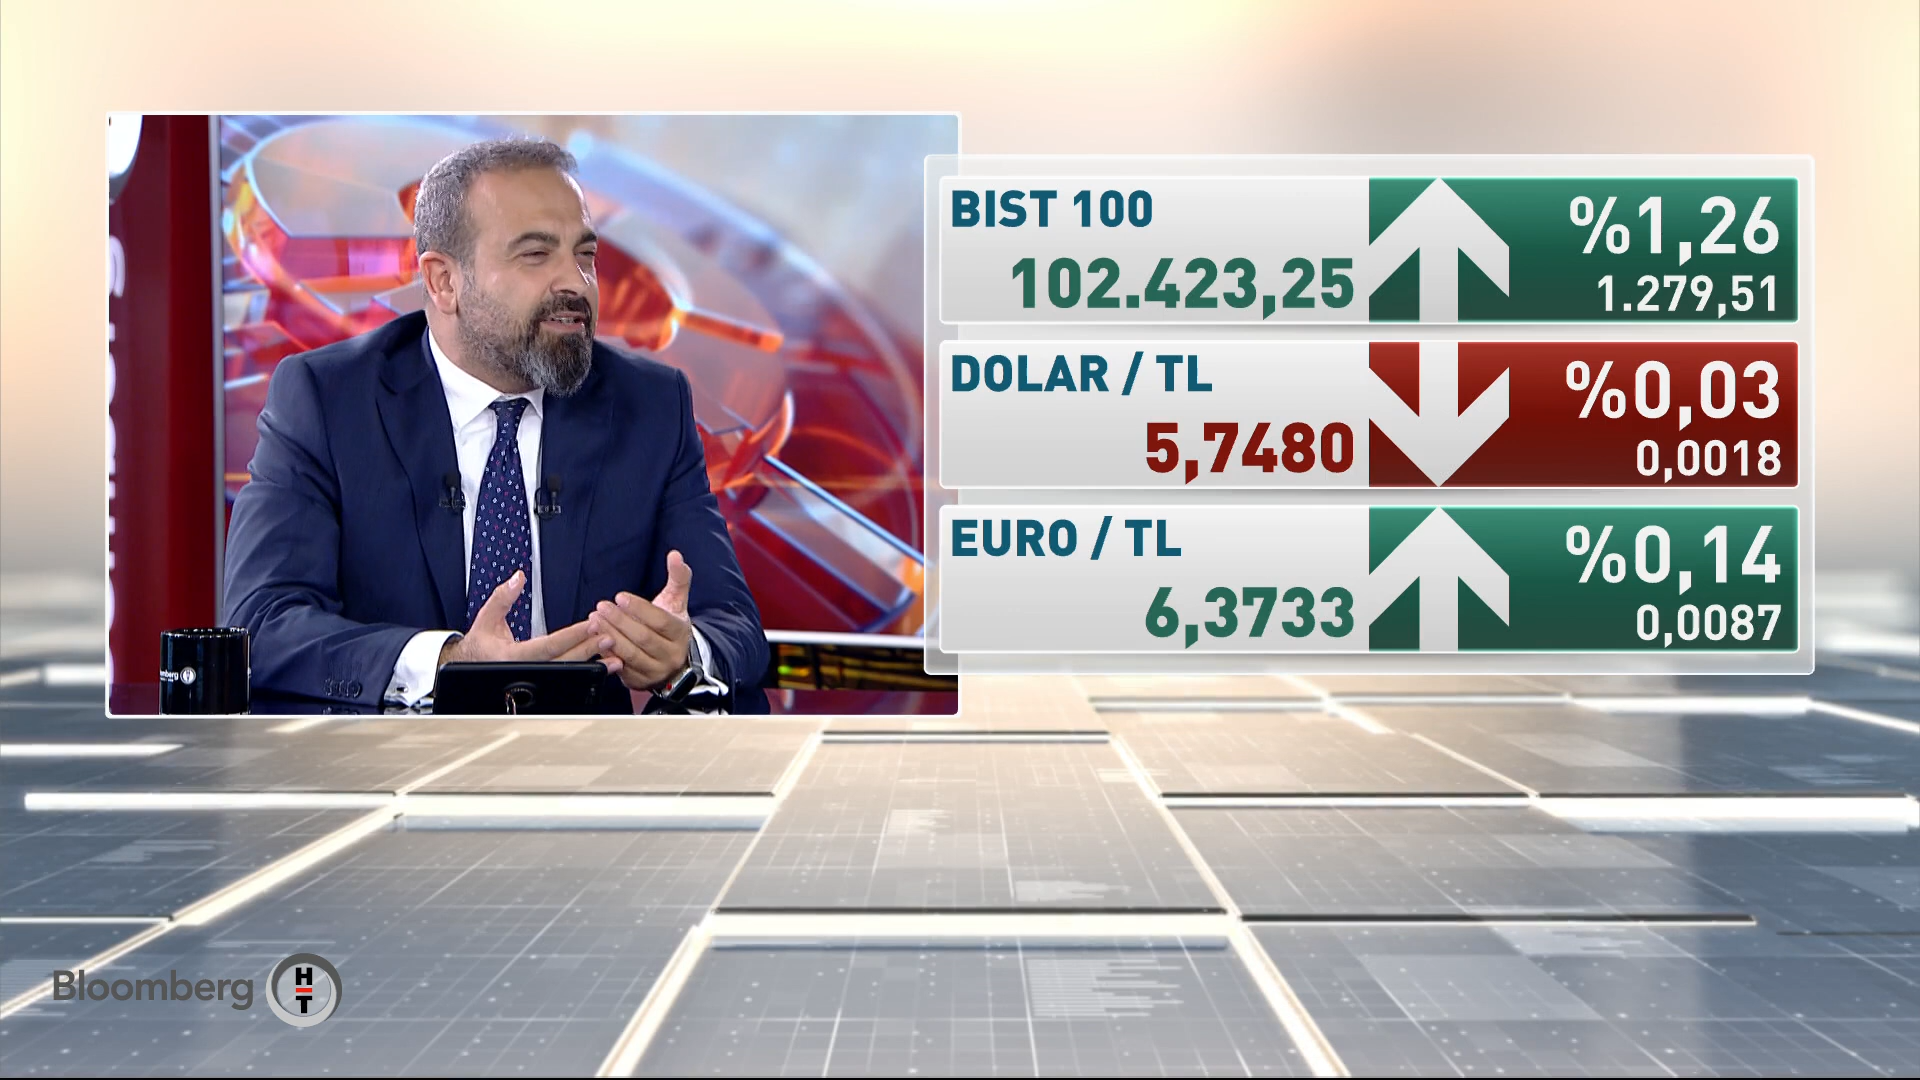 BIST 100
102.423,25
%1,26
1.279,51
DOLAR / TL
5,7480
%0,03
0,0018
EURO / TL
6,3733
%0,14
0,0087
Bloomberg HT